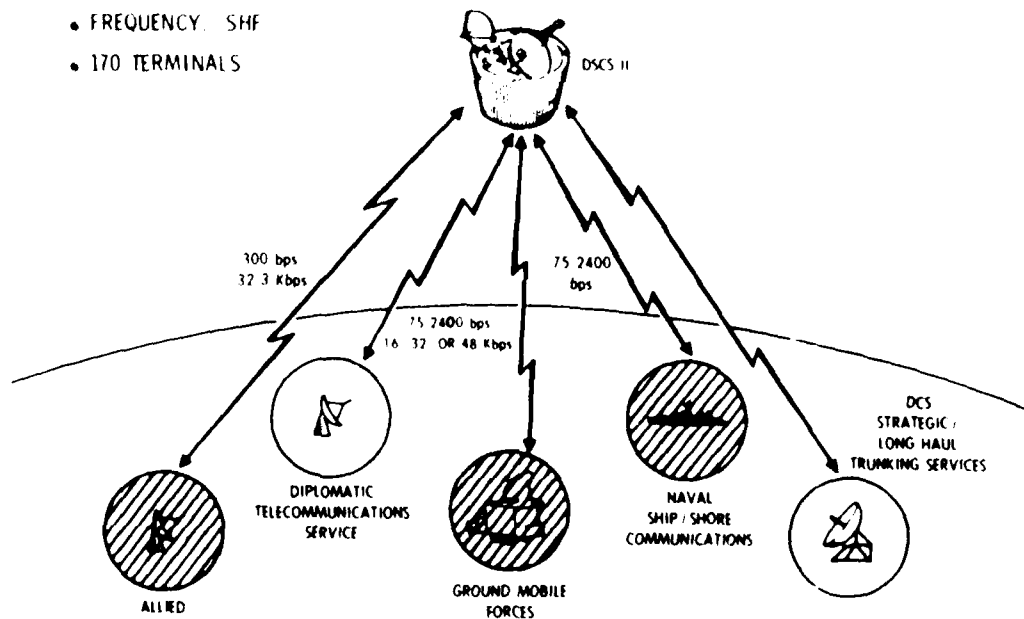 • FREQUENCY. SHF
• 170 TERMINALS
DSCS II
300 bps
32.3 Kbps
75 2400
bps
75 2400 bps
16 32 OR 48 Kbps
DCS
STRATEGIC /
LONG HAUL
TRUNKING SERVICES
DIPLOMATIC
TELECOMMUNICATIONS
SERVICE
NAVAL
SHIP / SHORE
COMMUNICATIONS
ALLIED
GROUND MOBILE
FORCES